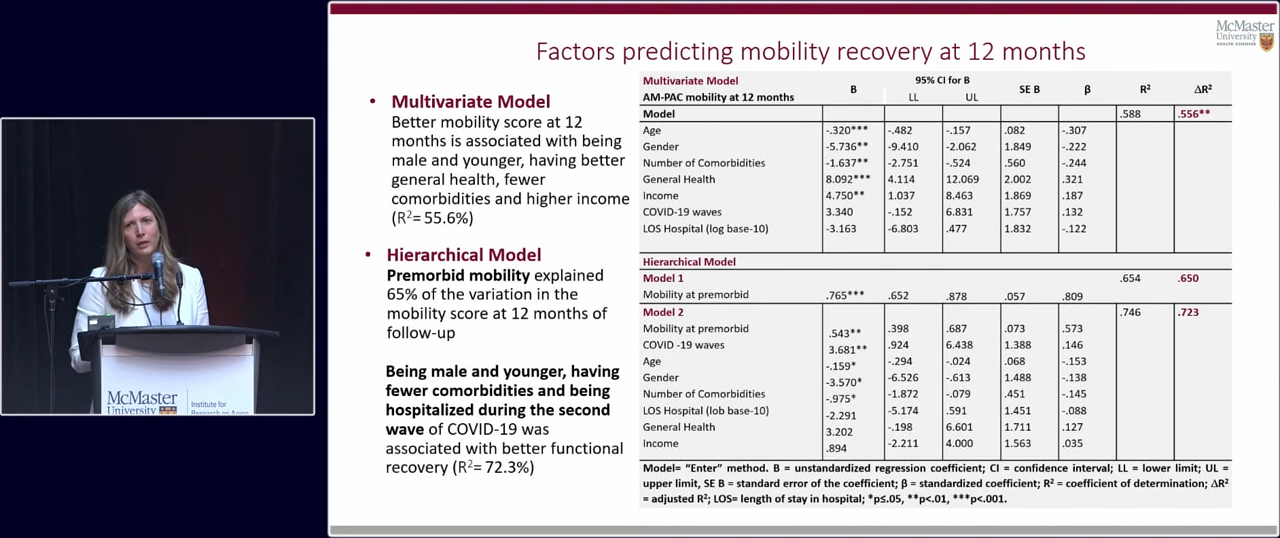 McMaster
University
HEALTH SCIENCES
Factors predicting mobility recovery at 12 months
• Multivariate Model
Better mobility score at 12
months is associated with being
male and younger, having better
general health, fewer
comorbidities and higher income
(R²= 55.6%)
• Hierarchical Model
Premorbid mobility explained
65% of the variation in the
mobility score at 12 months of
follow-up
Being male and younger, having
fewer comorbidities and being
hospitalized during the second
wave of COVID-19 was
associated with better functional
recovery (R²= 72.3%)
Multivariate Model B 95% CI for B SE B β R² ΔR²
AM-PAC mobility at 12 months LL UL
Model .588 .556**
Age -.320*** -.482 -.157 .082 -.307
Gender -5.736** -9.410 -2.062 1.849 -.222
Number of Comorbidities -1.637** -2.751 -.524 .560 -.244
General Health 8.092*** 4.114 12.069 2.002 .321
Income 4.750** 1.037 8.463 1.869 .187
COVID-19 waves 3.340 -.152 6.831 1.757 .132
LOS Hospital (log base-10) -3.163 -6.803 .477 1.832 -.122
Hierarchical Model
Model 1 .654 .650
Mobility at premorbid .765*** .652 .878 .057 .809
Model 2 .746 .723
Mobility at premorbid .543** .398 .687 .073 .573
COVID -19 waves 3.681** .924 6.438 1.388 .146
Age -.159* -.294 -.024 .068 -.153
Gender -3.570* -6.526 -.613 1.488 -.138
Number of Comorbidities -.975* -1.872 -.079 .451 -.145
LOS Hospital (lob base-10) -2.291 -5.174 .591 1.451 -.088
General Health 3.202 -.198 6.601 1.711 .127
Income .894 -2.211 4.000 1.563 .035
Model= “Enter” method. B = unstandardized regression coefficient; CI = confidence interval; LL = lower limit; UL =
upper limit, SE B = standard error of the coefficient; β = standardized coefficient; R² = coefficient of determination; ΔR²
= adjusted R²; LOS= length of stay in hospital; *p≤.05, **p<.01, ***p<.001.
McMaster
University
Institute for
Research on Aging